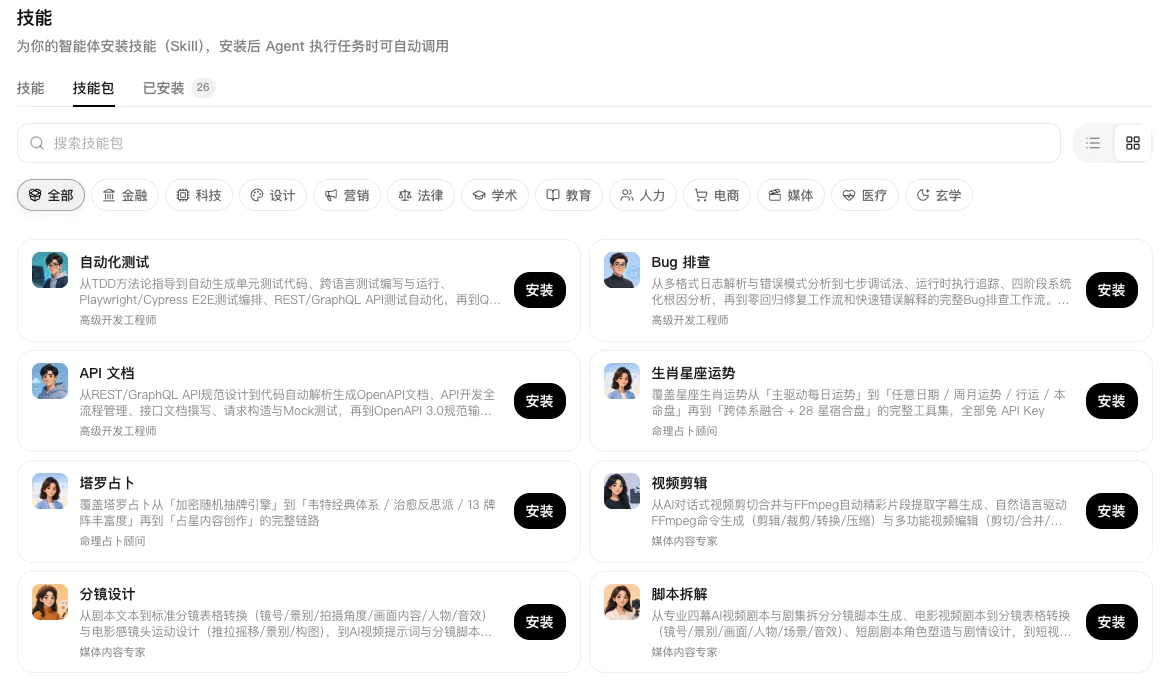 技能
为你的智能体安装技能（Skill），安装后 Agent 执行任务时可自动调用
技能 技能包 已安装 26
搜索技能包
全部 金融 科技 设计 营销 法律 学术 教育 人力 电商 媒体 医疗 玄学
自动化测试
从TDD方法论指导到自动生成单元测试代码、跨语言测试编写与运行、
Playwright/Cypress E2E测试编排、REST/GraphQL API测试自动化，再到Q...
高级开发工程师
安装
Bug 排查
从多格式日志解析与错误模式分析到七步调试法、运行时执行追踪、四阶段系统
化根因分析，再到零回归修复工作流和快速错误解释的完整Bug排查工作流。...
高级开发工程师
安装
API 文档
从REST/GraphQL API规范设计到代码自动解析生成OpenAPI文档、API开发全
流程管理、接口文档撰写、请求构造与Mock测试，再到OpenAPI 3.0规范输...
高级开发工程师
安装
生肖星座运势
覆盖星座生肖运势从「主驱动每日运势」到「任意日期 / 周月运势 / 行运 / 本
命盘」再到「跨体系融合 + 28 星宿合盘」的完整工具集，全部免 API Key
命理占卜顾问
安装
塔罗占卜
覆盖塔罗占卜从「加密随机抽牌引擎」到「韦特经典体系 / 治愈反思派 / 13 牌
阵丰富度」再到「占星内容创作」的完整链路
命理占卜顾问
安装
视频剪辑
从AI对话式视频剪切合并与FFmpeg自动精彩片段提取字幕生成、自然语言驱动
FFmpeg命令生成（剪辑/裁剪/转换/压缩）与多功能视频编辑（剪切/合并/...
媒体内容专家
安装
分镜设计
从剧本文本到标准分镜表格转换（镜号/景别/拍摄角度/画面内容/人物/音效）
与电影感镜头运动设计（推拉摇移/景别/构图），到AI视频提示词与分镜脚本...
媒体内容专家
安装
脚本拆解
从专业四幕AI视频剧本与剧集拆分分镜脚本生成、电影视频剧本到分镜表格转换
（镜号/景别/画面/人物/场景/音效）、短剧剧本角色塑造与剧情设计，到短视...
媒体内容专家
安装